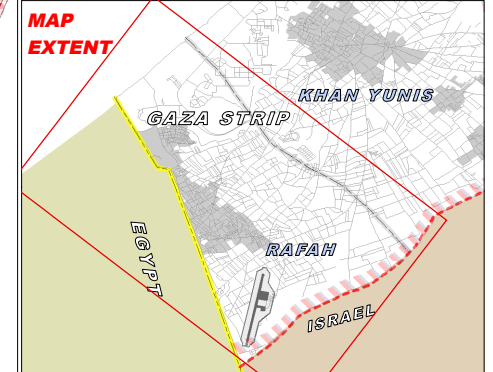 MAP
EXTENT
KHAN YUNIS
GAZA STRIP
EGYPT
RAFAH
ISRAEL